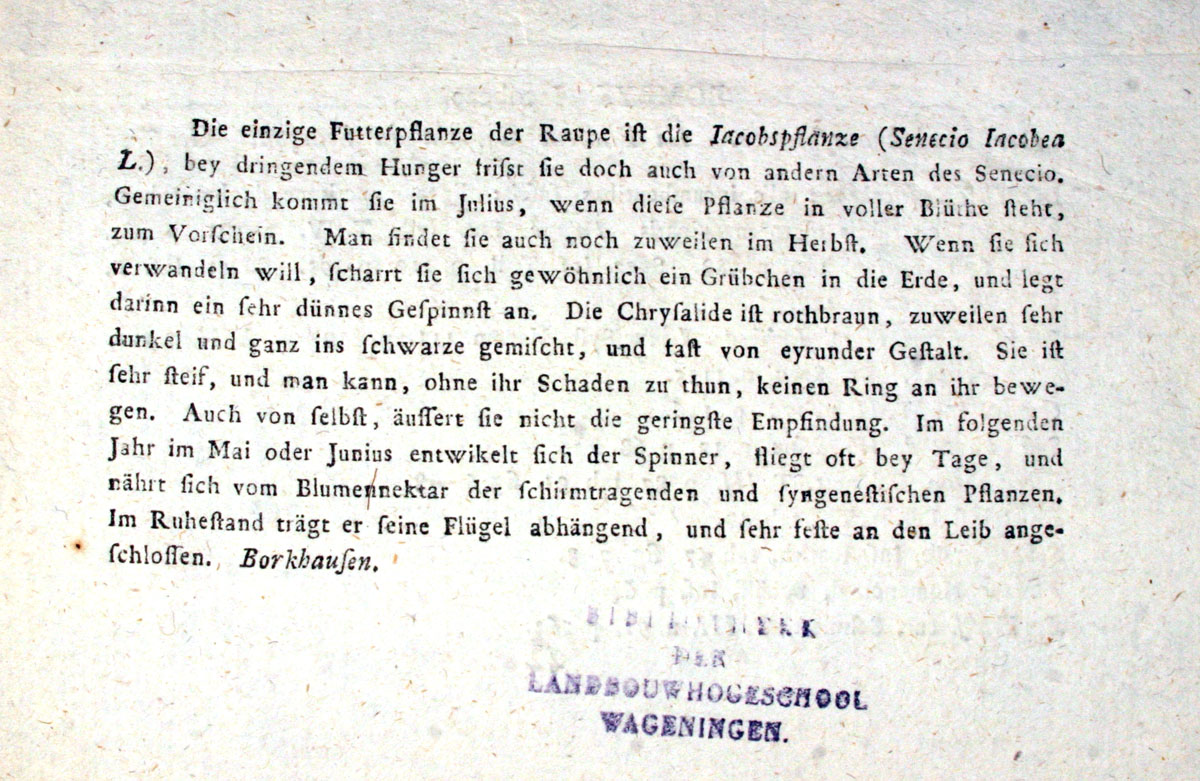 Die einzige Futterpflanze der Raupe iſt die Iacobspflanze (Senecio Iacobea
L.), bey dringendem Hunger friſst ſie doch auch von andern Arten des Senecio.
Gemeiniglich kommt ſie im Julius, wenn dieſe Pflanze in voller Blüthe ſteht,
zum Vorſchein. Man findet ſie auch noch zuweilen im Herbſt. Wenn ſie ſich
verwandeln will, ſcharrt ſie ſich gewöhnlich ein Grübchen in die Erde, und legt
darinn ein ſehr dünnes Geſpinnſt an. Die Chryſalide iſt rothbraun, zuweilen ſehr
dunkel und ganz ins ſchwarze gemiſcht, und faſt von eyrunder Geſtalt. Sie iſt
ſehr ſteif, und man kann, ohne ihr Schaden zu thun, keinen Ring an ihr bewe-
gen. Auch von ſelbſt, äuſſert ſie nicht die geringſte Empfindung. Im folgenden
Jahr im Mai oder Junius entwikelt ſich der Spinner, fliegt oft bey Tage, und
nährt ſich vom Blumennektar der ſchirmtragenden und ſyngeneſtiſchen Pflanzen.
Im Ruheſtand trägt er ſeine Flügel abhängend, und ſehr feſte an den Leib ange-
ſchloſſen. Borkhauſen.
BIBLIOTHEEK
DER
LANDBOUWHOGESCHOOL
WAGENINGEN.